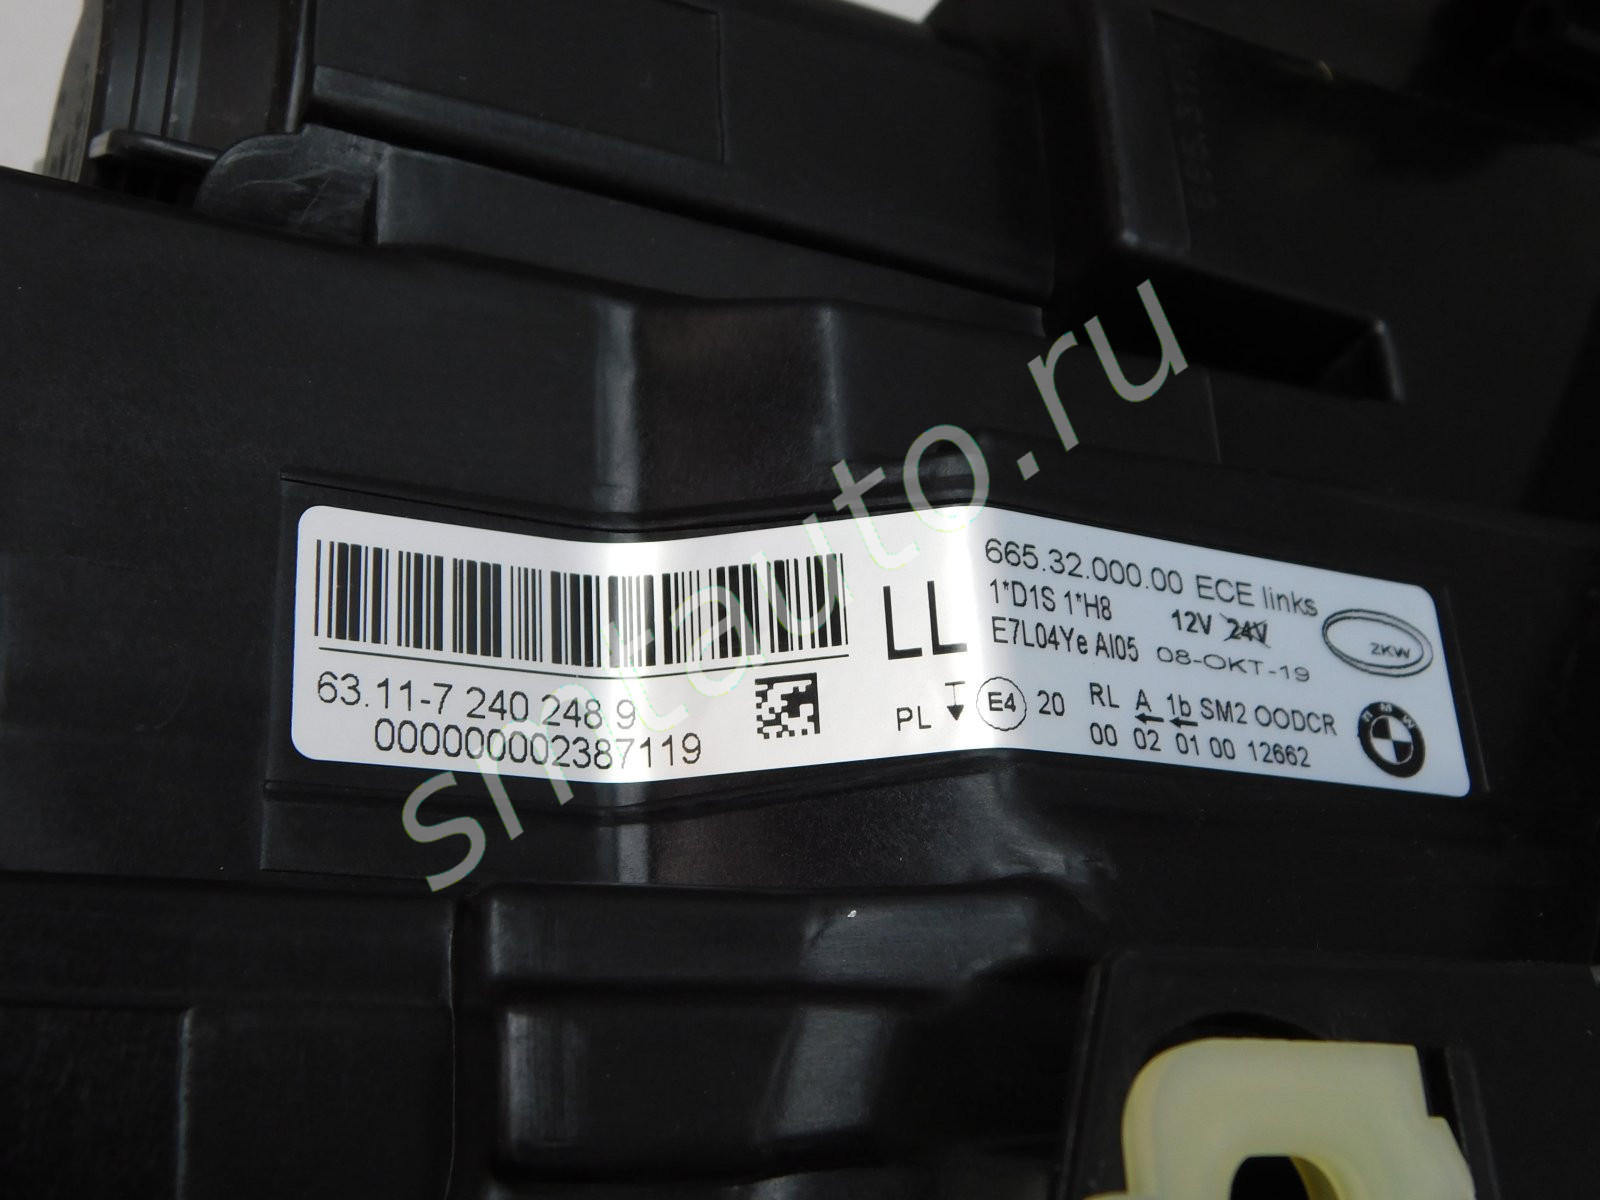 63.11-7 240 248 9
000000002387119
LL
665.32.000.00 ECE links
1*D1S 1*H8 12V 24V
E7L04Ye AI05 08-OKT-19
ZKW
PL E4 20 RL A 1b SM2 OODCR
00 02 01 00 12662
BMW
smtauto.ru